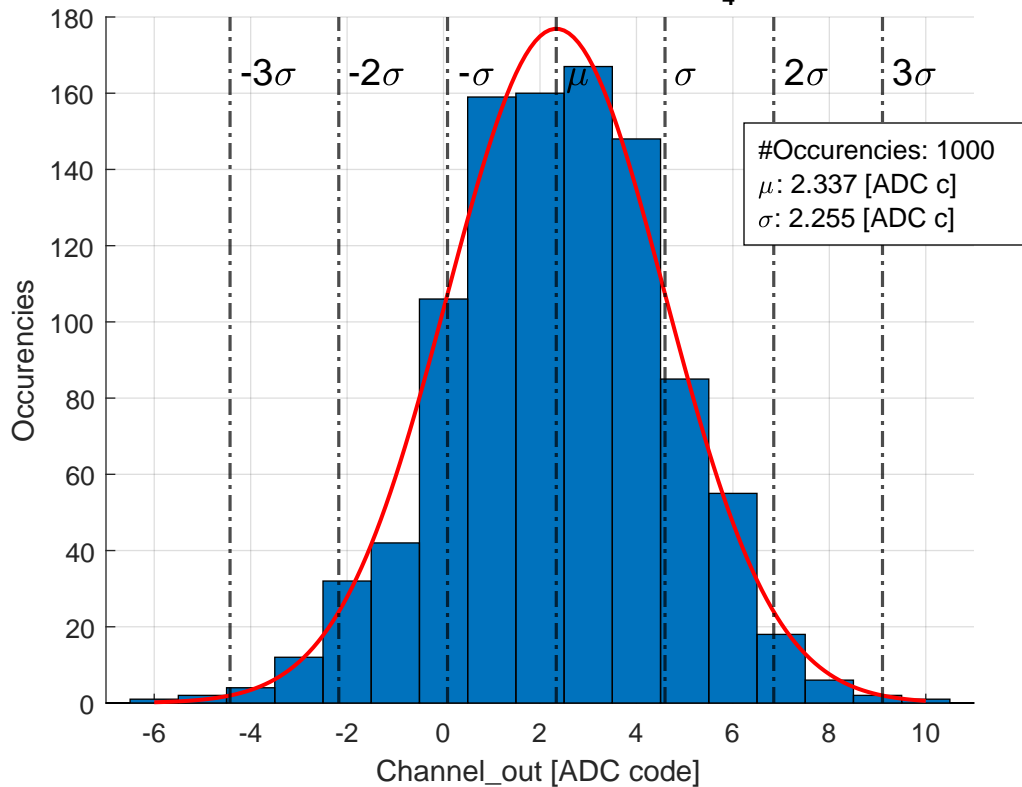 4
180
160
140
120
100
80
60
40
20
0
Occurencies
-3σ
-2σ
-σ
μ
σ
2σ
3σ
#Occurencies: 1000
μ: 2.337 [ADC c]
σ: 2.255 [ADC c]
-6
-4
-2
0
2
4
6
8
10
Channel_out [ADC code]